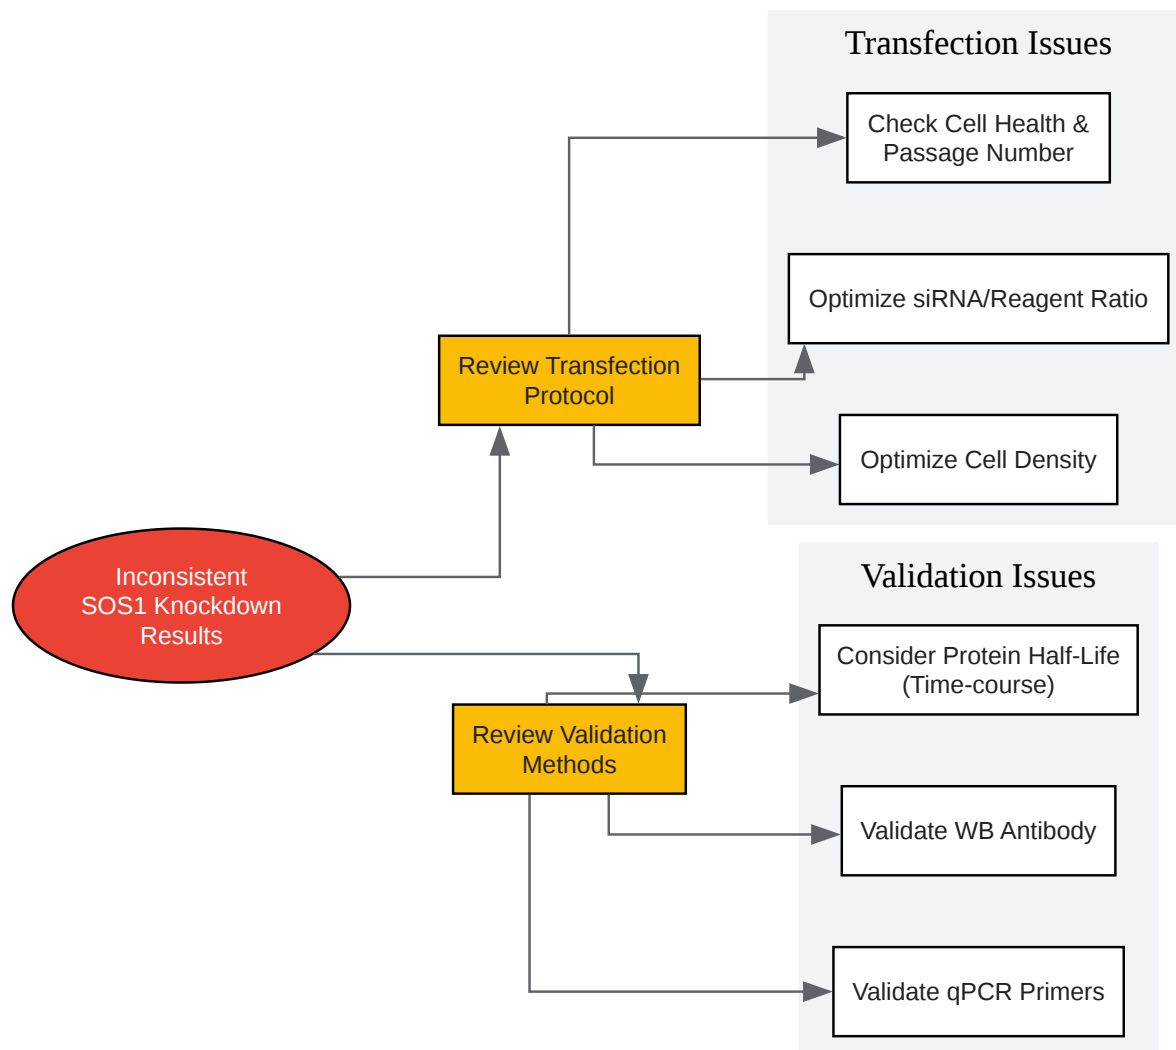 Transfection Issues
Check Cell Health &
Passage Number
Optimize siRNA/Reagent Ratio
Review Transfection
Protocol
Optimize Cell Density
Inconsistent
SOS1 Knockdown
Results
Validation Issues
Consider Protein Half-Life
(Time-course)
Review Validation
Methods
Validate WB Antibody
Validate qPCR Primers